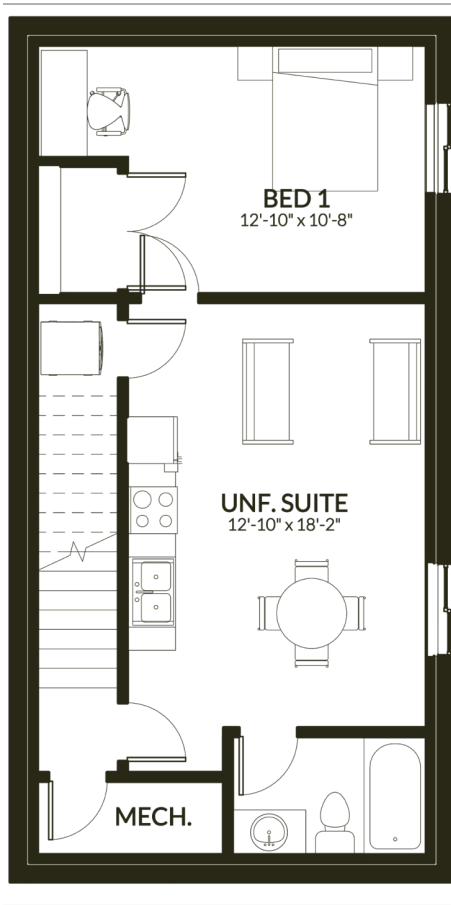 BED 1
12'-10" x 10'-8"
UNF. SUITE
12'-10" x 18'-2"
MECH.